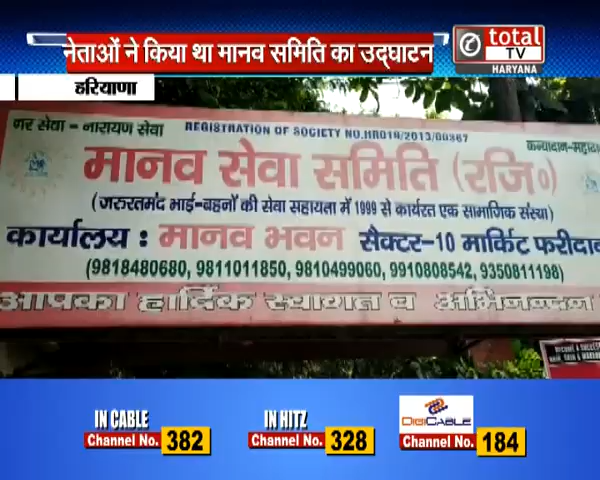 नेताओं ने किया था मानव समिति का उद्घाटन
total
TV
HARYANA
हरियाणा
नर सेवा - नारायण सेवा REGISTRATION OF SOCIETY NO.HR018/2013/00867
मानव सेवा समिति (रजि०)
(जरुरतमंद भाई-बहनों की सेवा सहायता में 1999 से कार्यरत एक सामाजिक संस्था)
कार्यालय : मानव भवन सैक्टर-10 मार्किट
(9818480680, 9811011850, 9810499060, 9910808542, 9350811198)
आपका हार्दिक स्वागत व अभिनन्दन
IN CABLE
Channel No. 382
IN HITZ
Channel No. 328
DIGICABLE
Channel No. 184